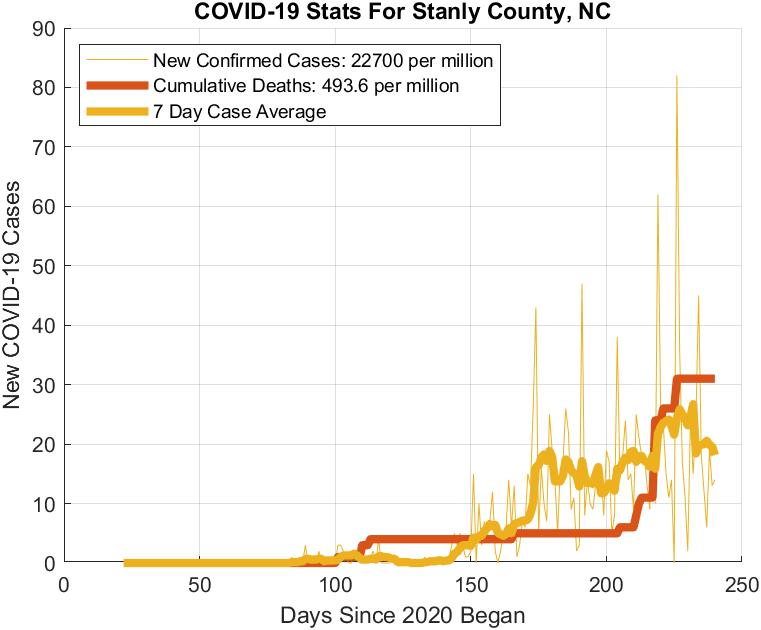 COVID-19 Stats For Stanly County, NC
New Confirmed Cases: 22700 per million
Cumulative Deaths: 493.6 per million
7 Day Case Average
New COVID-19 Cases
90
80
70
60
50
40
30
20
10
0
0 50 100 150 200 250
Days Since 2020 Began